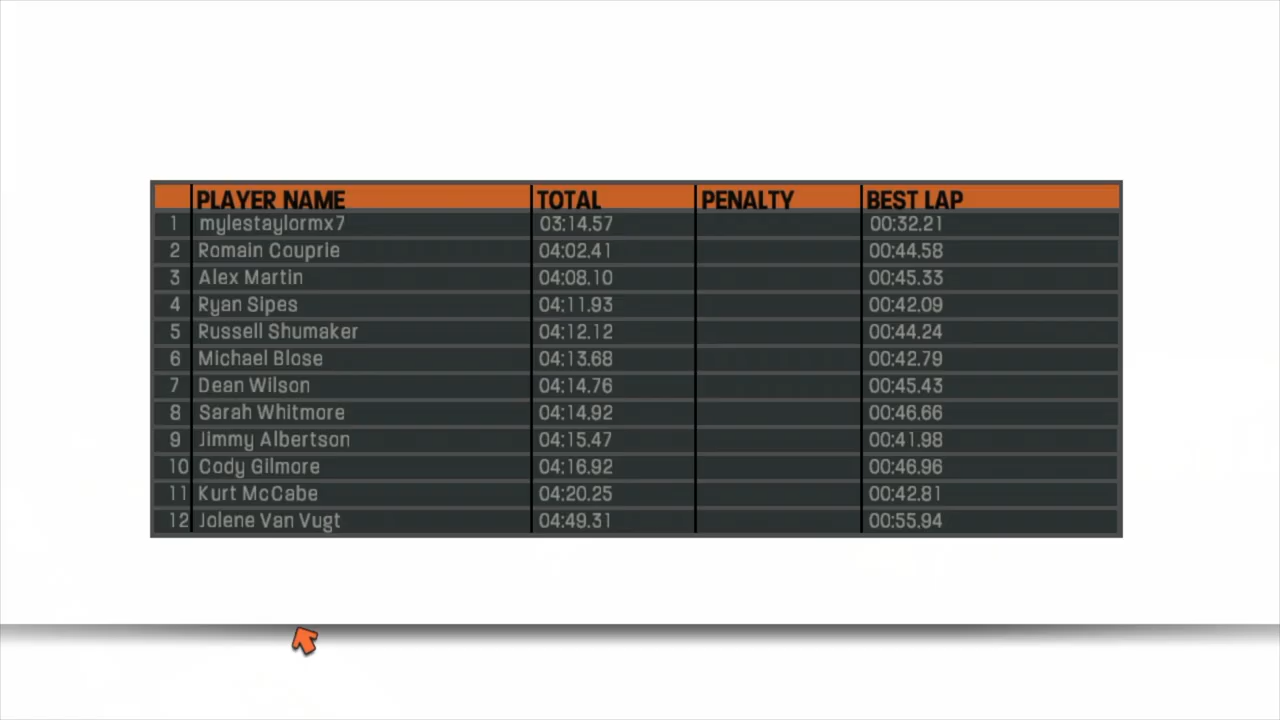 PLAYER NAME TOTAL PENALTY BEST LAP
1 mylestaylormx7 03:14.57 00:32.21
2 Romain Couprie 04:02.41 00:44.58
3 Alex Martin 04:08.10 00:45.33
4 Ryan Sipes 04:11.93 00:42.09
5 Russell Shumaker 04:12.12 00:44.24
6 Michael Blose 04:13.68 00:42.79
7 Dean Wilson 04:14.76 00:45.43
8 Sarah Whitmore 04:14.92 00:46.66
9 Jimmy Albertson 04:15.47 00:41.98
10 Cody Gilmore 04:16.92 00:46.96
11 Kurt McCabe 04:20.25 00:42.81
12 Jolene Van Vugt 04:49.31 00:55.94